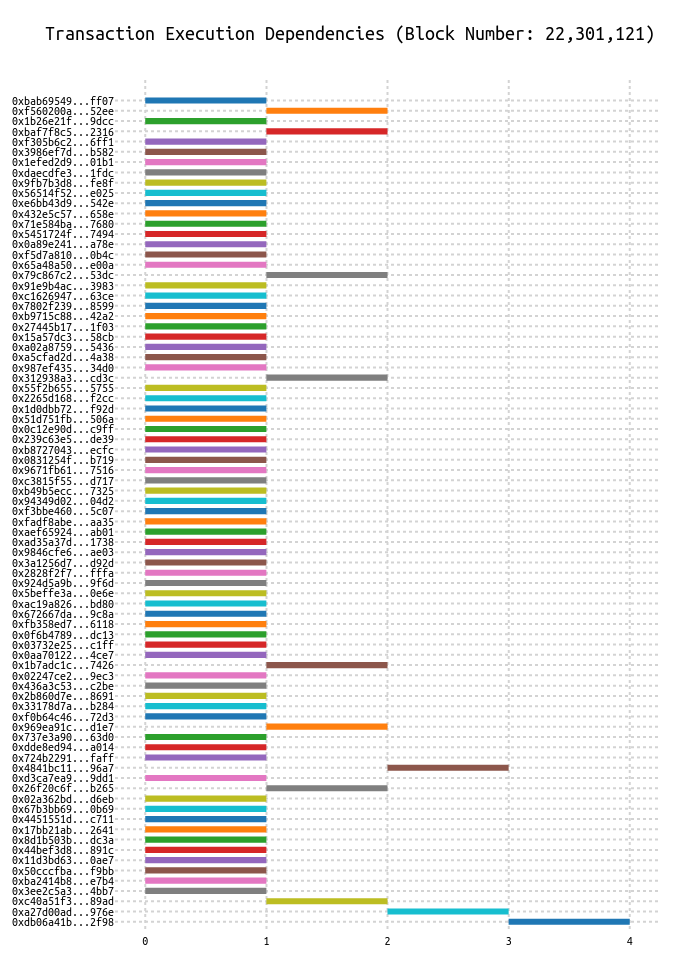 Transaction Execution Dependencies (Block Number: 22,301,121)
0xbab69549...ff07
0xf560200a...52ee
0x1b26e21f...9dcc
0xbaf7f8c5...2316
0xf305b6c2...6ff1
0x3986ef7d...b582
0x1efed2d9...01b1
0xdaecdfe3...1fdc
0x9fb7b3d8...fe8f
0x56514f52...e025
0xe6bb43d9...542e
0x432e5c57...658e
0x71e584ba...7680
0x5451724f...7494
0x0a89e241...a78e
0xf5d7a810...0b4c
0x65a48a50...e00a
0x79c867c2...53dc
0x91e9b4ac...3983
0xc1626947...63ce
0x7802f239...8599
0xb9715c88...42a2
0x27445b17...1f03
0x15a57dc3...58cb
0xa02a8759...5436
0xa5cfad2d...4a38
0x987ef435...34d0
0x312938a3...cd3c
0x55f2b655...5755
0x2265d168...f2cc
0x1d0dbb72...f92d
0x51d751fb...506a
0x0c12e90d...c9ff
0x239c63e5...de39
0xb8727043...ecfc
0x0831254f...b719
0x9671fb61...7516
0xc3815f55...d717
0xb49b5ecc...7325
0x94349d02...04d2
0xf3bbe460...5c07
0xfadf8abe...aa35
0xaef65924...ab01
0xad35a37d...1738
0x9846cfe6...ae03
0x3a1256d7...d92d
0x2828f2f7...fffa
0x924d5a9b...9f6d
0x5beffe3a...0e6e
0xac19a826...bd80
0x672667da...9c8a
0xfb358ed7...6118
0x0f6b4789...dc13
0x03732e25...c1ff
0x0aa70122...4ce7
0x1b7adc1c...7426
0x02247ce2...9ec3
0x436a3c53...c2be
0x2b860d7e...8691
0x33178d7a...b284
0xf0b64c46...72d3
0x969ea91c...d1e7
0x737e3a90...63d0
0xdde8ed94...a014
0x724b2291...faff
0x4841bc11...96a7
0xd3ca7ea9...9dd1
0x26f20c6f...b265
0x02a362bd...d6eb
0x67b3bb69...0b69
0x4451551d...c711
0x17bb21ab...2641
0x8d1b503b...dc3a
0x44bef3d8...891c
0x11d3bd63...0ae7
0x50cccfba...f9bb
0xba2414b8...e7b4
0x3ee2c5a3...4bb7
0xc40a51f3...89ad
0xa27d00ad...976e
0xdb06a41b...2f98
0 1 2 3 4